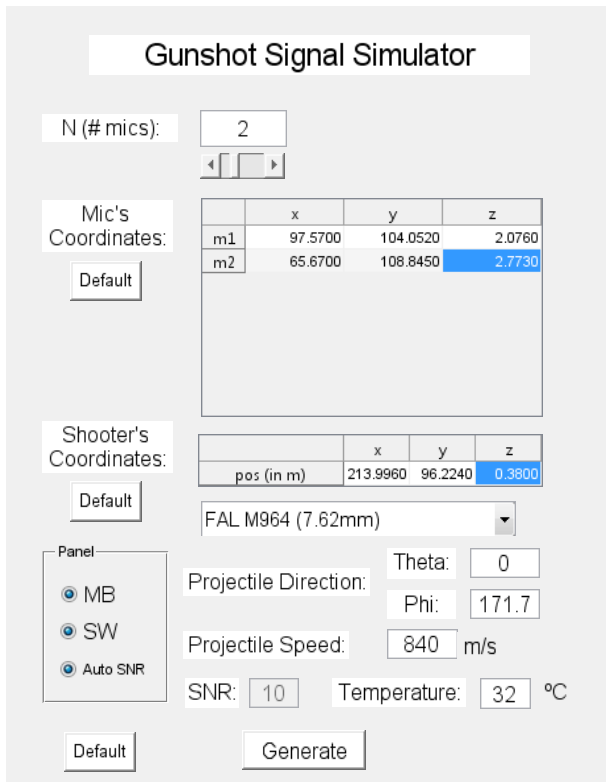 Gunshot Signal Simulator
N (# mics): 2
Mic's
Coordinates:
Default
x y z
m1 97.5700 104.0520 2.0760
m2 65.6700 108.8450 2.7730
Shooter's
Coordinates:
Default
x y z
pos (in m) 213.9960 96.2240 0.3800
FAL M964 (7.62mm)
Panel
MB
SW
Auto SNR
Projectile Direction:
Theta: 0
Phi: 171.7
Projectile Speed: 840 m/s
SNR: 10 Temperature: 32 ºC
Default Generate